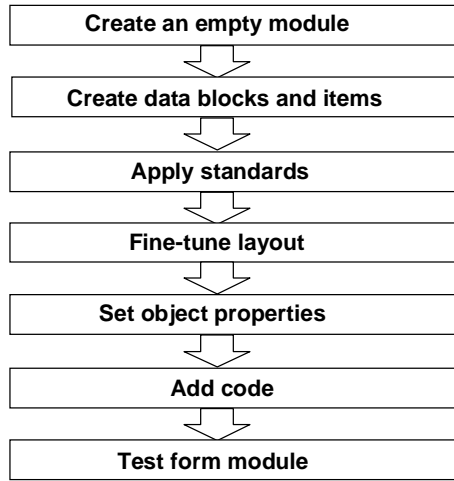 Create an empty module
Create data blocks and items
Apply standards
Fine-tune layout
Set object properties
Add code
Test form module